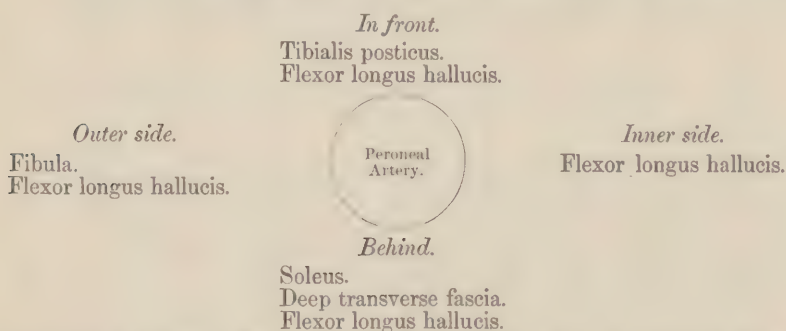 In front.
Tibialis posticus.
Flexor longus hallucis.
Outer side.
Fibula.
Flexor longus hallucis.
Peroneal
Artery.
Inner side.
Flexor longus hallucis.
Behind.
Soleus.
Deep transverse fascia.
Flexor longus hallucis.